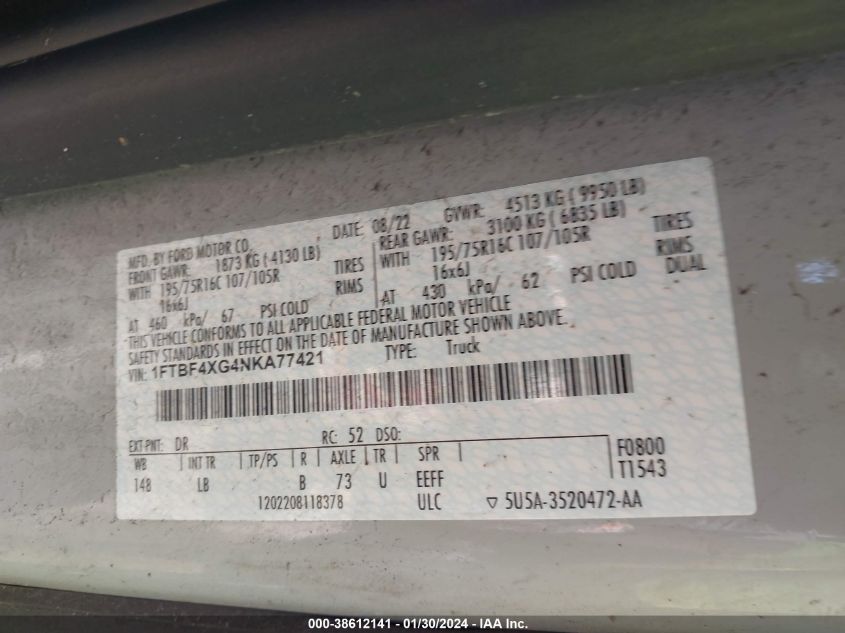 MFD. BY FORD MOTOR CO. DATE: 08/22 GVWR: 4513 KG ( 9950 LB)
FRONT GAWR: 1873 KG ( 4130 LB) REAR GAWR: 3100 KG ( 6835 LB)
WITH 195/75R16C 107/105R TIRES WITH 195/75R16C 107/105R TIRES
16x6J RIMS 16x6J RIMS
AT 460 kPa/ 67 PSI COLD AT 430 kPa/ 62 PSI COLD DUAL
THIS VEHICLE CONFORMS TO ALL APPLICABLE FEDERAL MOTOR VEHICLE
SAFETY STANDARDS IN EFFECT ON THE DATE OF MANUFACTURE SHOWN ABOVE.
VIN: 1FTBF4XG4NKA77421 TYPE: Truck
EXT-PNT: DR RC: 52 DSO:
WB INT TR TP/PS R AXLE TR SPR F0800
148 LB B 73 U EEFF T1543
1202208118378 ULC ▽ 5U5A-3520472-AA
000-38612141 - 01/30/2024 - IAA Inc.